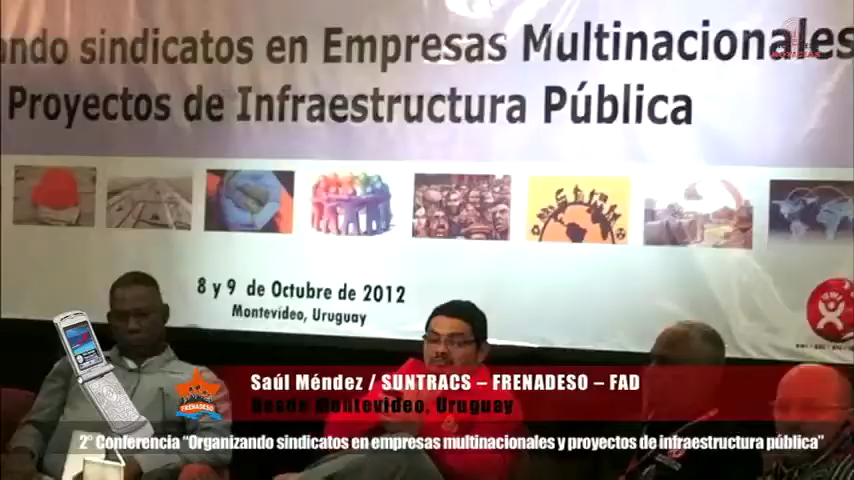 ando sindicatos en Empresas Multinacionales
Proyectos de Infraestructura Pública
8 y 9 de Octubre de 2012
Montevideo, Uruguay
Saúl Méndez / SUNTRACS – FRENADESO – FAD
Desde Montevideo, Uruguay
FRENADESO
2° Conferencia “Organizando sindicatos en empresas multinacionales y proyectos de infraestructura pública”